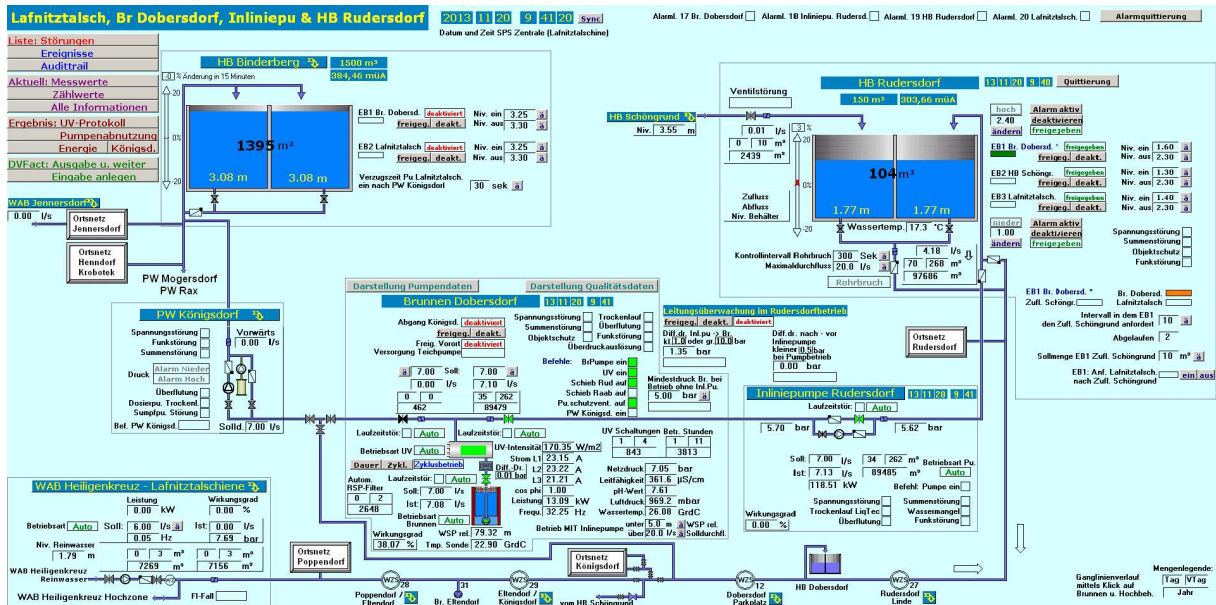 Lafnitztalsch, Br Dobersdorf, Inliniepu & HB Rudersdorf
2013 11 20 9 41 20 Sync
Datum und Zeit SPS Zentrale (Lafnitztalschine)
Alarml. 17 Br. Dobersdorf Alarml. 18 Inliniepu. Rudersd. Alarml. 19 HB Rudersdorf Alarml. 20 Lafnitztalsch. Alarmquittierung
Liste: Störungen
Ereignisse
Audittrail
Aktuell: Messwerte
Zählwerte
Alle Informationen
Ergebnis: UV-Protokoll
Pumpenabnutzung
Energie Königsd.
DVFact: Ausgabe u. weiter
Eingabe anlegen
HB Binderberg 1500 m³
384,46 müA
-0 % Änderung in 15 Minuten
20
0%
-20
1395 m³
3.08 m 3.08 m
EB1 Br. Dobersd. deaktiviert Niv. ein 3.25 ä
freigeg. deakt. Niv. aus 3.30 ä
EB2 Lafnitztalsch deaktiviert Niv. ein 3.25 ä
freigeg. deakt. Niv. aus 3.30 ä
Verzugszeit Pu Lafnitztalsch.
ein nach PW Königsdorf 30 sek ä
WAB Jennersdorf
0.00 l/s
Ortsnetz
Jennersdorf
Ortsnetz
Henndorf
Krobotek
PW Mogersdorf
PW Rax
HB Schöngrund
Niv. 3.55 m
Ventilstörung
0.01 l/s
0 10 m³
2439 m³
Zufluss
Abfluss
Niv. Behälter
HB Rudersdorf 13 11 20 9 40 Quittierung
150 m³ 303,66 müA
3 %
20
0%
-20
104 m³
1.77 m 1.77 m
Wassertemp. 17.3 °C
Kontrollintervall Rohrbruch 300 Sek ä
Maximaldurchfluss 20.0 l/s ä
Rohrbruch
4.18 l/s
70 268 m³
97686 m³
hoch Alarm aktiv
2.40 deaktivieren
ändern freigegeben
EB1 Br. Dobersd. * freigegeben Niv. ein 1.60 ä
freigeg. deakt. Niv. aus 2.30 ä
EB2 HB Schöngr. freigegeben Niv. ein 1.30 ä
freigeg. deakt. Niv. aus 2.30 ä
EB3 Lafnitztalsch. freigegeben Niv. ein 1.40 ä
freigeg. deakt. Niv. aus 2.30 ä
nieder Alarm aktiv
1.00 deaktivieren
ändern freigegeben
Spannungsstörung
Summenstörung
Objektschutz
Funkstörung
EB1 Br. Dobersd. * Br. Dobersd.
Zufl. Schöngr. Lafnitztalsch
Intervall in dem EB1
den Zufl. Schöngrund anfordert 10 ä
Abgelaufen 2
Sollmenge EB1 Zufl. Schöngrund 10 m³ ä
EB1: Anf. Lafnitztalsch.
nach Zufl. Schöngrund ein aus
Ortsnetz
Rudersdorf
PW Königsdorf
Spannungsstörung Vorwärts
Funkstörung 0.00 l/s
Summenstörung
Druck Alarm Nieder
Alarm Hoch
Überflutung
Dosierpu. Trockenl.
Sumpfpu. Störung
Bef. PW Königsd. Solld. 7.00 l/s
Darstellung Pumpendaten Darstellung Qualitätsdaten
Brunnen Dobersdorf 13 11 20 9 41
Abgang Königsd. deaktiviert
freigeg. deakt.
Freig. Vorort deaktiviert
Versorgung Teichpumpe
Spannungsstörung Trockenlauf
Summenstörung Überflutung
Objektschutz Funkstörung
Überdruckauslösung
ä 7.00 Soll: 7.00 ä
0.00 l/s 7,10 l/s
0 0 35 262
462 89479
Befehle: BrPumpe ein
UV ein
Schieb Rud auf
Schieb Raab auf
Pu.schutzvent. auf
PW Königsd. ein
Leitungsüberwachung im Rudersdorfbetrieb
freigeg. deakt. deaktiviert
Diff.dr. Inl.pu -> Br.
kl 1.0 oder gr. 10.0 bar
1.35 bar
Diff.dr. nach - vor
Inlinepumpe
kleiner 0.5 bar
bei Pumpbetrieb
0.00 bar
Mindestdruck Br. bei
Betrieb ohne Inl.Pu.
5.00 bar ä
Laufzeitstör: Auto Laufzeitstör: Auto
Betriebsart UV Auto
Dauer Zykl. Zyklusbetrieb
Diff.-Dr.
0.01 bar
Laufzeitstör: Auto
Autom.
RSP-Filter
0 2
2648
Soll: 7.00 l/s
Ist: 7.08 l/s
Betriebsart
Brunnen Auto
Wirkungsgrad
38.07 %
WSP rel. 79.32 m
Tmp. Sonde 22.90 GrdC
UV-Intensität 170.35 W/m2
Strom L1 23.15 A
L2 23.22 A
L3 21.21 A
cos phi 1.00
Leistung 13.09 kW
Frequ. 32.25 Hz
UV Schaltungen Betr. Stunden
1 4 1 11
843 3813
Netzdruck 7.05 bar
Leitfähigkeit 361.6 µS/cm
pH-Wert 7.61
Luftdruck 969.2 mbar
Wassertemp. 26.08 GrdC
Betrieb MIT Inlinepumpe unter 5.0 m ä WSP rel.
über 20.0 l/s ä Solldurchfl.
Inliniepumpe Rudersdorf 13 11 20 9 41
Laufzeitstör: Auto
5.70 bar 5.62 bar
Soll: 7.00 l/s 34 262 m³ Betriebsart Pu.
Ist: 7.13 l/s 89485 m³ Auto
118.51 kW Befehl: Pumpe ein
Spannungsstörung Summenstörung
Trockenlauf LiqTec Wassermangel
Überflutung Funkstörung
Wirkungsgrad
0.00 %
WAB Heiligenkreuz - Lafnitztalschiene
Leistung Wirkungsgrad
0.00 kW 0.00 %
Betriebsart Auto Soll: 6.00 l/s ä Ist: 0.00 l/s
0.05 Hz 7.69 bar
Niv. Reinwasser
1.79 m
0 3 m³ 0 3 m³
7269 m³ 7156 m³
WAB Heiligenkreuz
Reinwasser
WZ
WAB Heiligenkreuz Hochzone FI-Fall
Ortsnetz
Poppendorf
WZS 28
Poppendorf /
Eltendorf
31
Br. Eltendorf
WZS 29
Eltendorf /
Königsdorf
Ortsnetz
Königsdorf
vom HB Schöngrund
WZS 12
Dobersdorf
Parkplatz
HB Dobersdorf
WZS 27
Rudersdorf
Linde
Ganglinienverlauf
mittels Klick auf
Brunnen u. Hochbeh.
Mengenlegende:
Tag VTag
Jahr